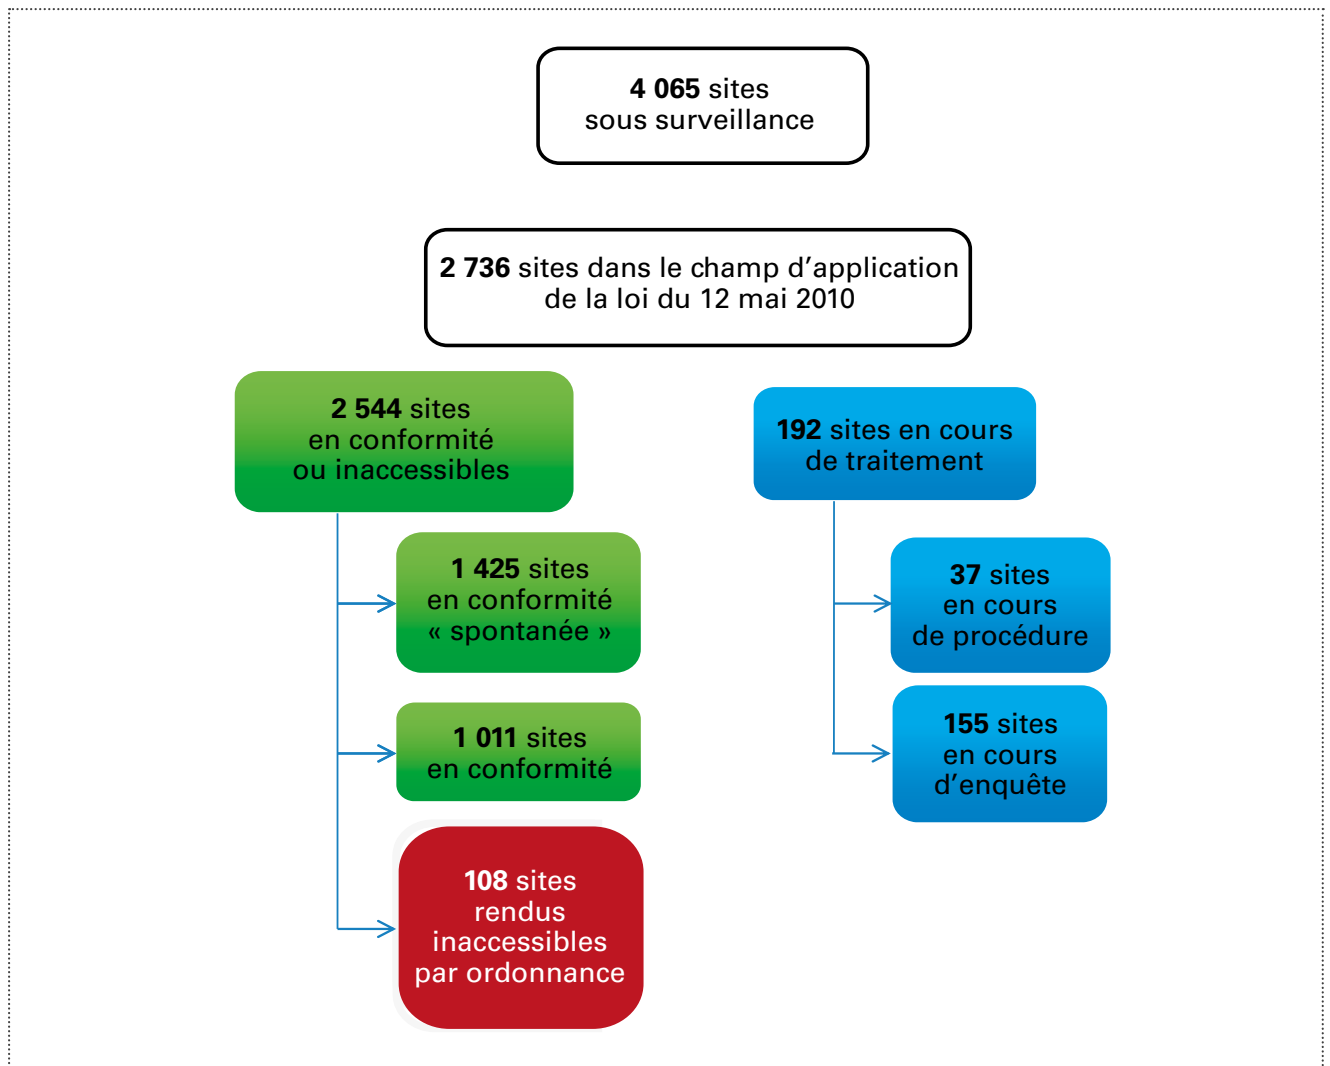 4 065 sites
sous surveillance
2 736 sites dans le champ d’application
de la loi du 12 mai 2010
2 544 sites
en conformité
ou inaccessibles
192 sites en cours
de traitement
1 425 sites
en conformité
« spontanée »
37 sites
en cours
de procédure
1 011 sites
en conformité
155 sites
en cours
d’enquête
108 sites
rendus
inaccessibles
par ordonnance